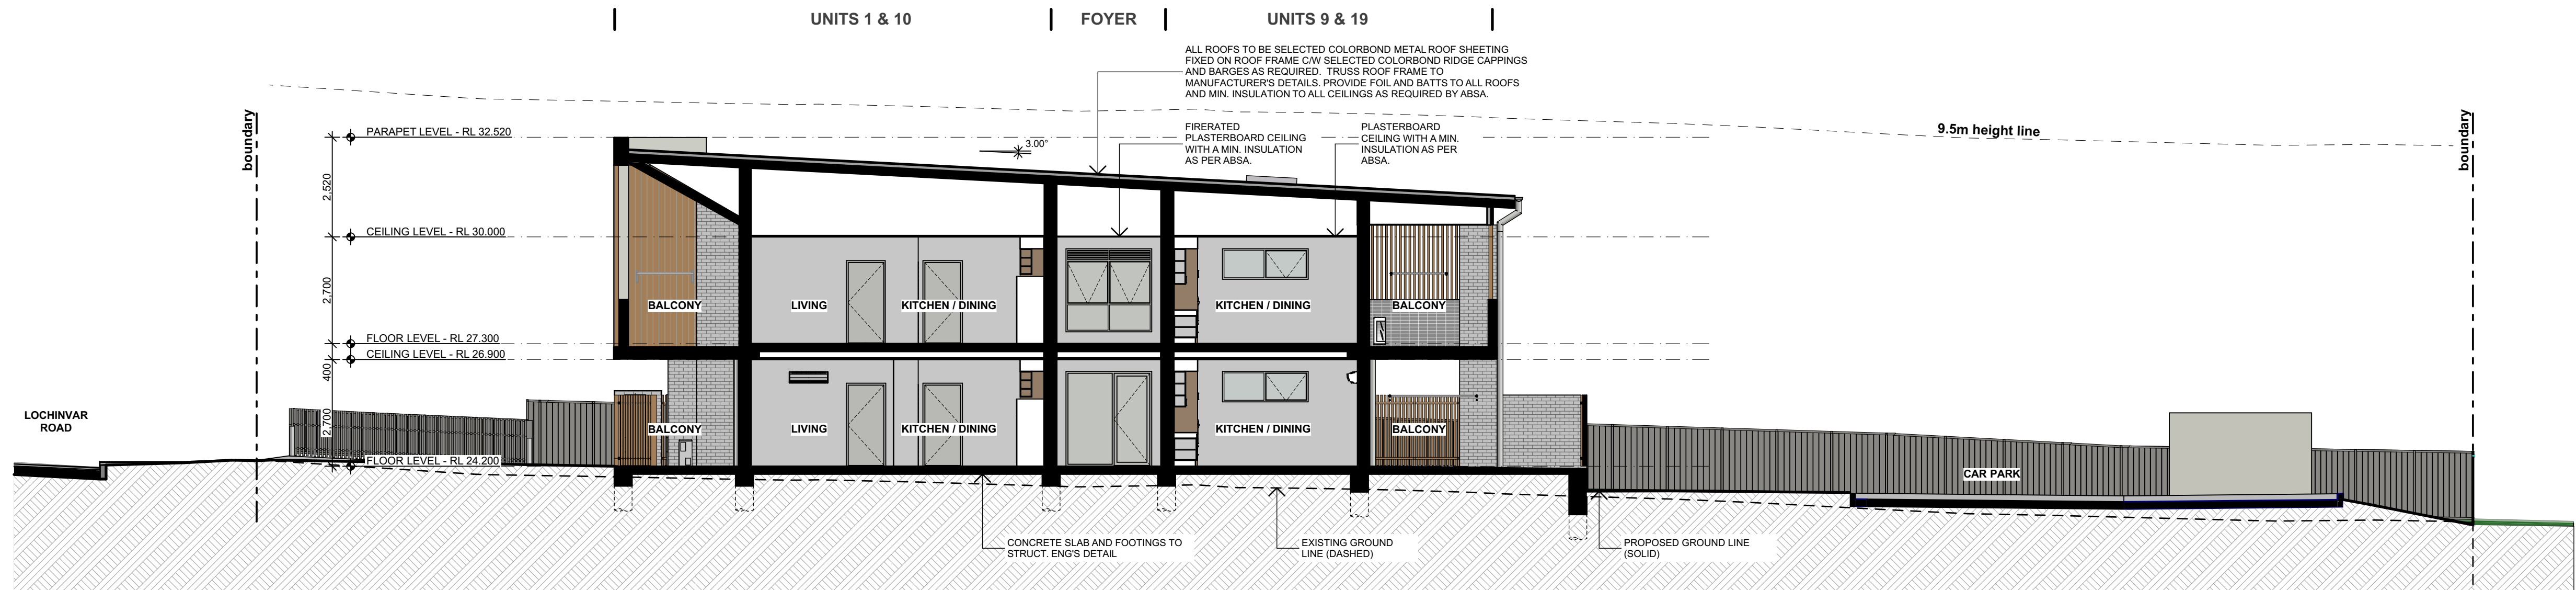 UNITS 1 & 10
FOYER
UNITS 9 & 19
ALL ROOFS TO BE SELECTED COLORBOND METAL ROOF SHEETING
FIXED ON ROOF FRAME C/W SELECTED COLORBOND RIDGE CAPPINGS
AND BARGES AS REQUIRED. TRUSS ROOF FRAME TO
MANUFACTURER'S DETAILS. PROVIDE FOIL AND BATTS TO ALL ROOFS
AND MIN. INSULATION TO ALL CEILINGS AS REQUIRED BY ABSA.
boundary
boundary
9.5m height line
PARAPET LEVEL - RL 32.520
FIRERATED
PLASTERBOARD CEILING
WITH A MIN. INSULATION
AS PER ABSA.
PLASTERBOARD
CEILING WITH A MIN.
INSULATION AS PER
ABSA.
3.00°
2,520
CEILING LEVEL - RL 30.000
2,700
BALCONY
LIVING
KITCHEN / DINING
KITCHEN / DINING
BALCONY
FLOOR LEVEL - RL 27.300
CEILING LEVEL - RL 26.900
400
LOCHINVAR
ROAD
2,700
BALCONY
LIVING
KITCHEN / DINING
KITCHEN / DINING
BALCONY
FLOOR LEVEL - RL 24.200
CAR PARK
CONCRETE SLAB AND FOOTINGS TO
STRUCT. ENG'S DETAIL
EXISTING GROUND
LINE (DASHED)
PROPOSED GROUND LINE
(SOLID)